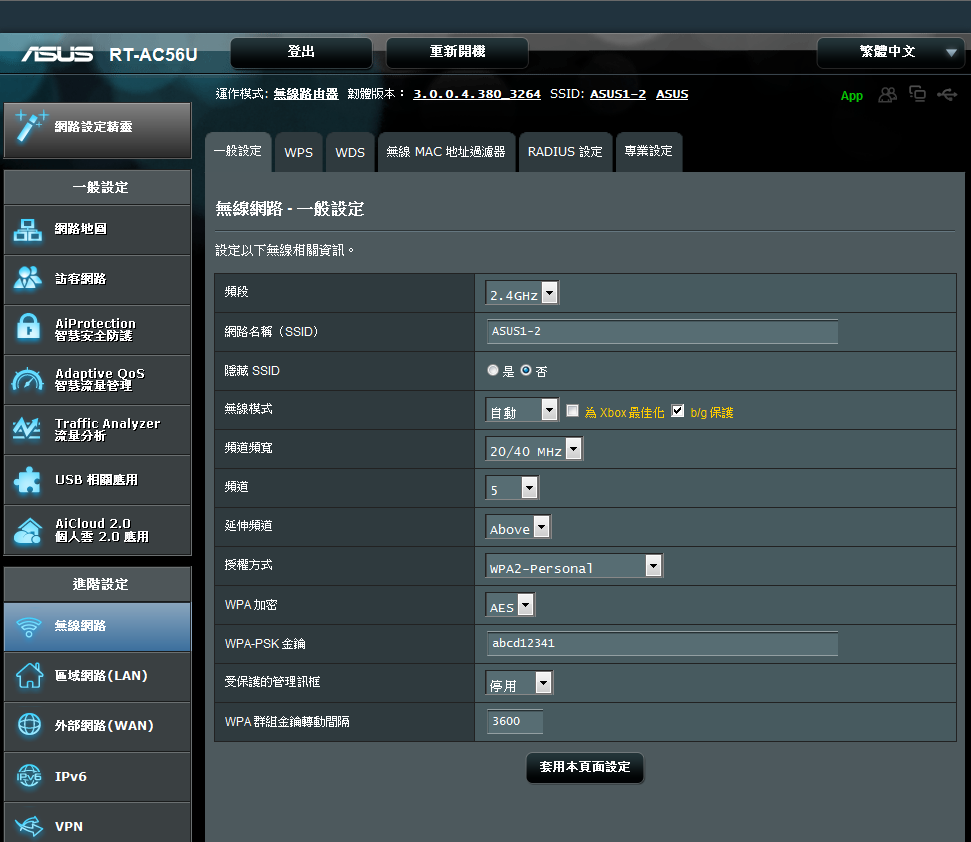 ASUS RT-AC56U 登出 重新開機 繁體中文
運作模式: 無線路由器 韌體版本: 3.0.0.4.380_3264 SSID: ASUS1-2 ASUS App
網路設定精靈
一般設定 WPS WDS 無線 MAC 地址過濾器 RADIUS 設定 專業設定
一般設定
網路地圖
訪客網路
AiProtection
智慧安全防護
Adaptive QoS
智慧流量管理
Traffic Analyzer
流量分析
USB 相關應用
AiCloud 2.0
個人雲 2.0 應用
進階設定
無線網路
區域網路(LAN)
外部網路(WAN)
IPv6
VPN
無線網路 - 一般設定
設定以下無線相關資訊。
頻段 2.4GHz
網路名稱（SSID） ASUS1-2
隱藏 SSID 是 否
無線模式 自動 為 Xbox 最佳化 b/g 保護
頻道頻寬 20/40 MHz
頻道 5
延伸頻道 Above
授權方式 WPA2-Personal
WPA 加密 AES
WPA-PSK 金鑰 abcd12341
受保護的管理訊框 停用
WPA 群組金鑰轉動間隔 3600
套用本頁面設定